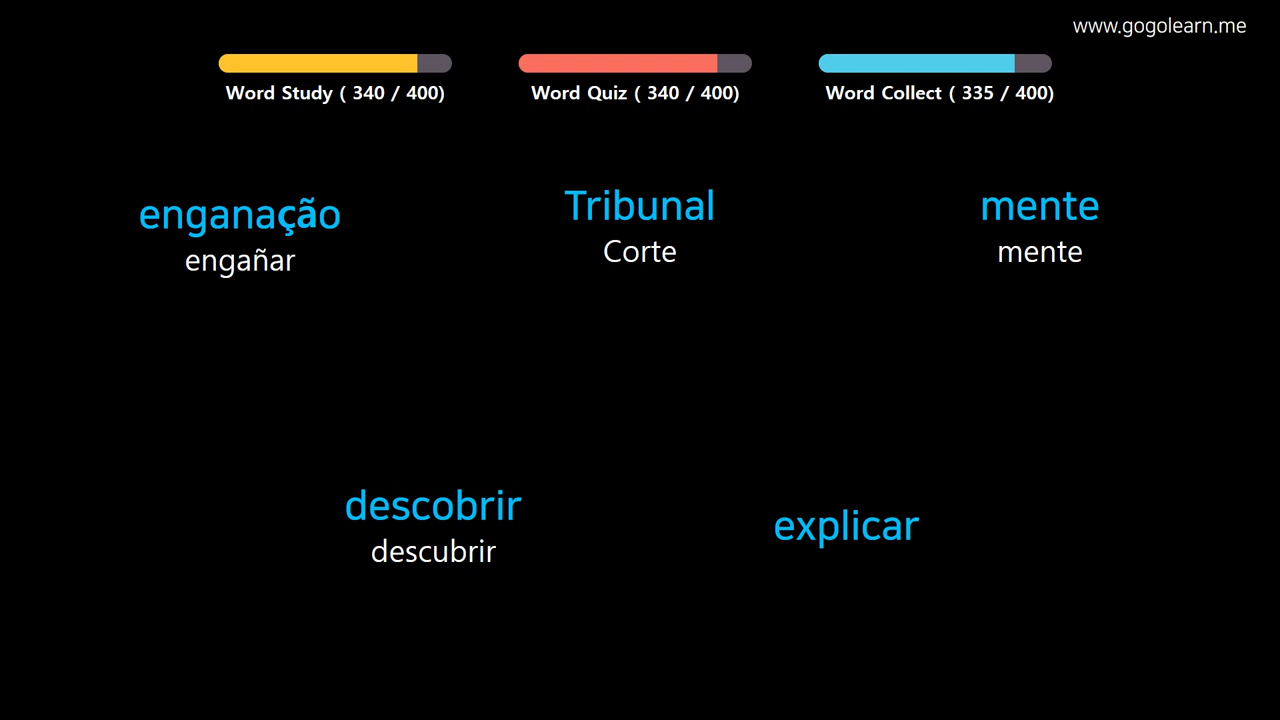 www.gogolearn.me
Word Study ( 340 / 400)
Word Quiz ( 340 / 400)
Word Collect ( 335 / 400)
enganação
engañar
Tribunal
Corte
mente
mente
descobrir
descubrir
explicar